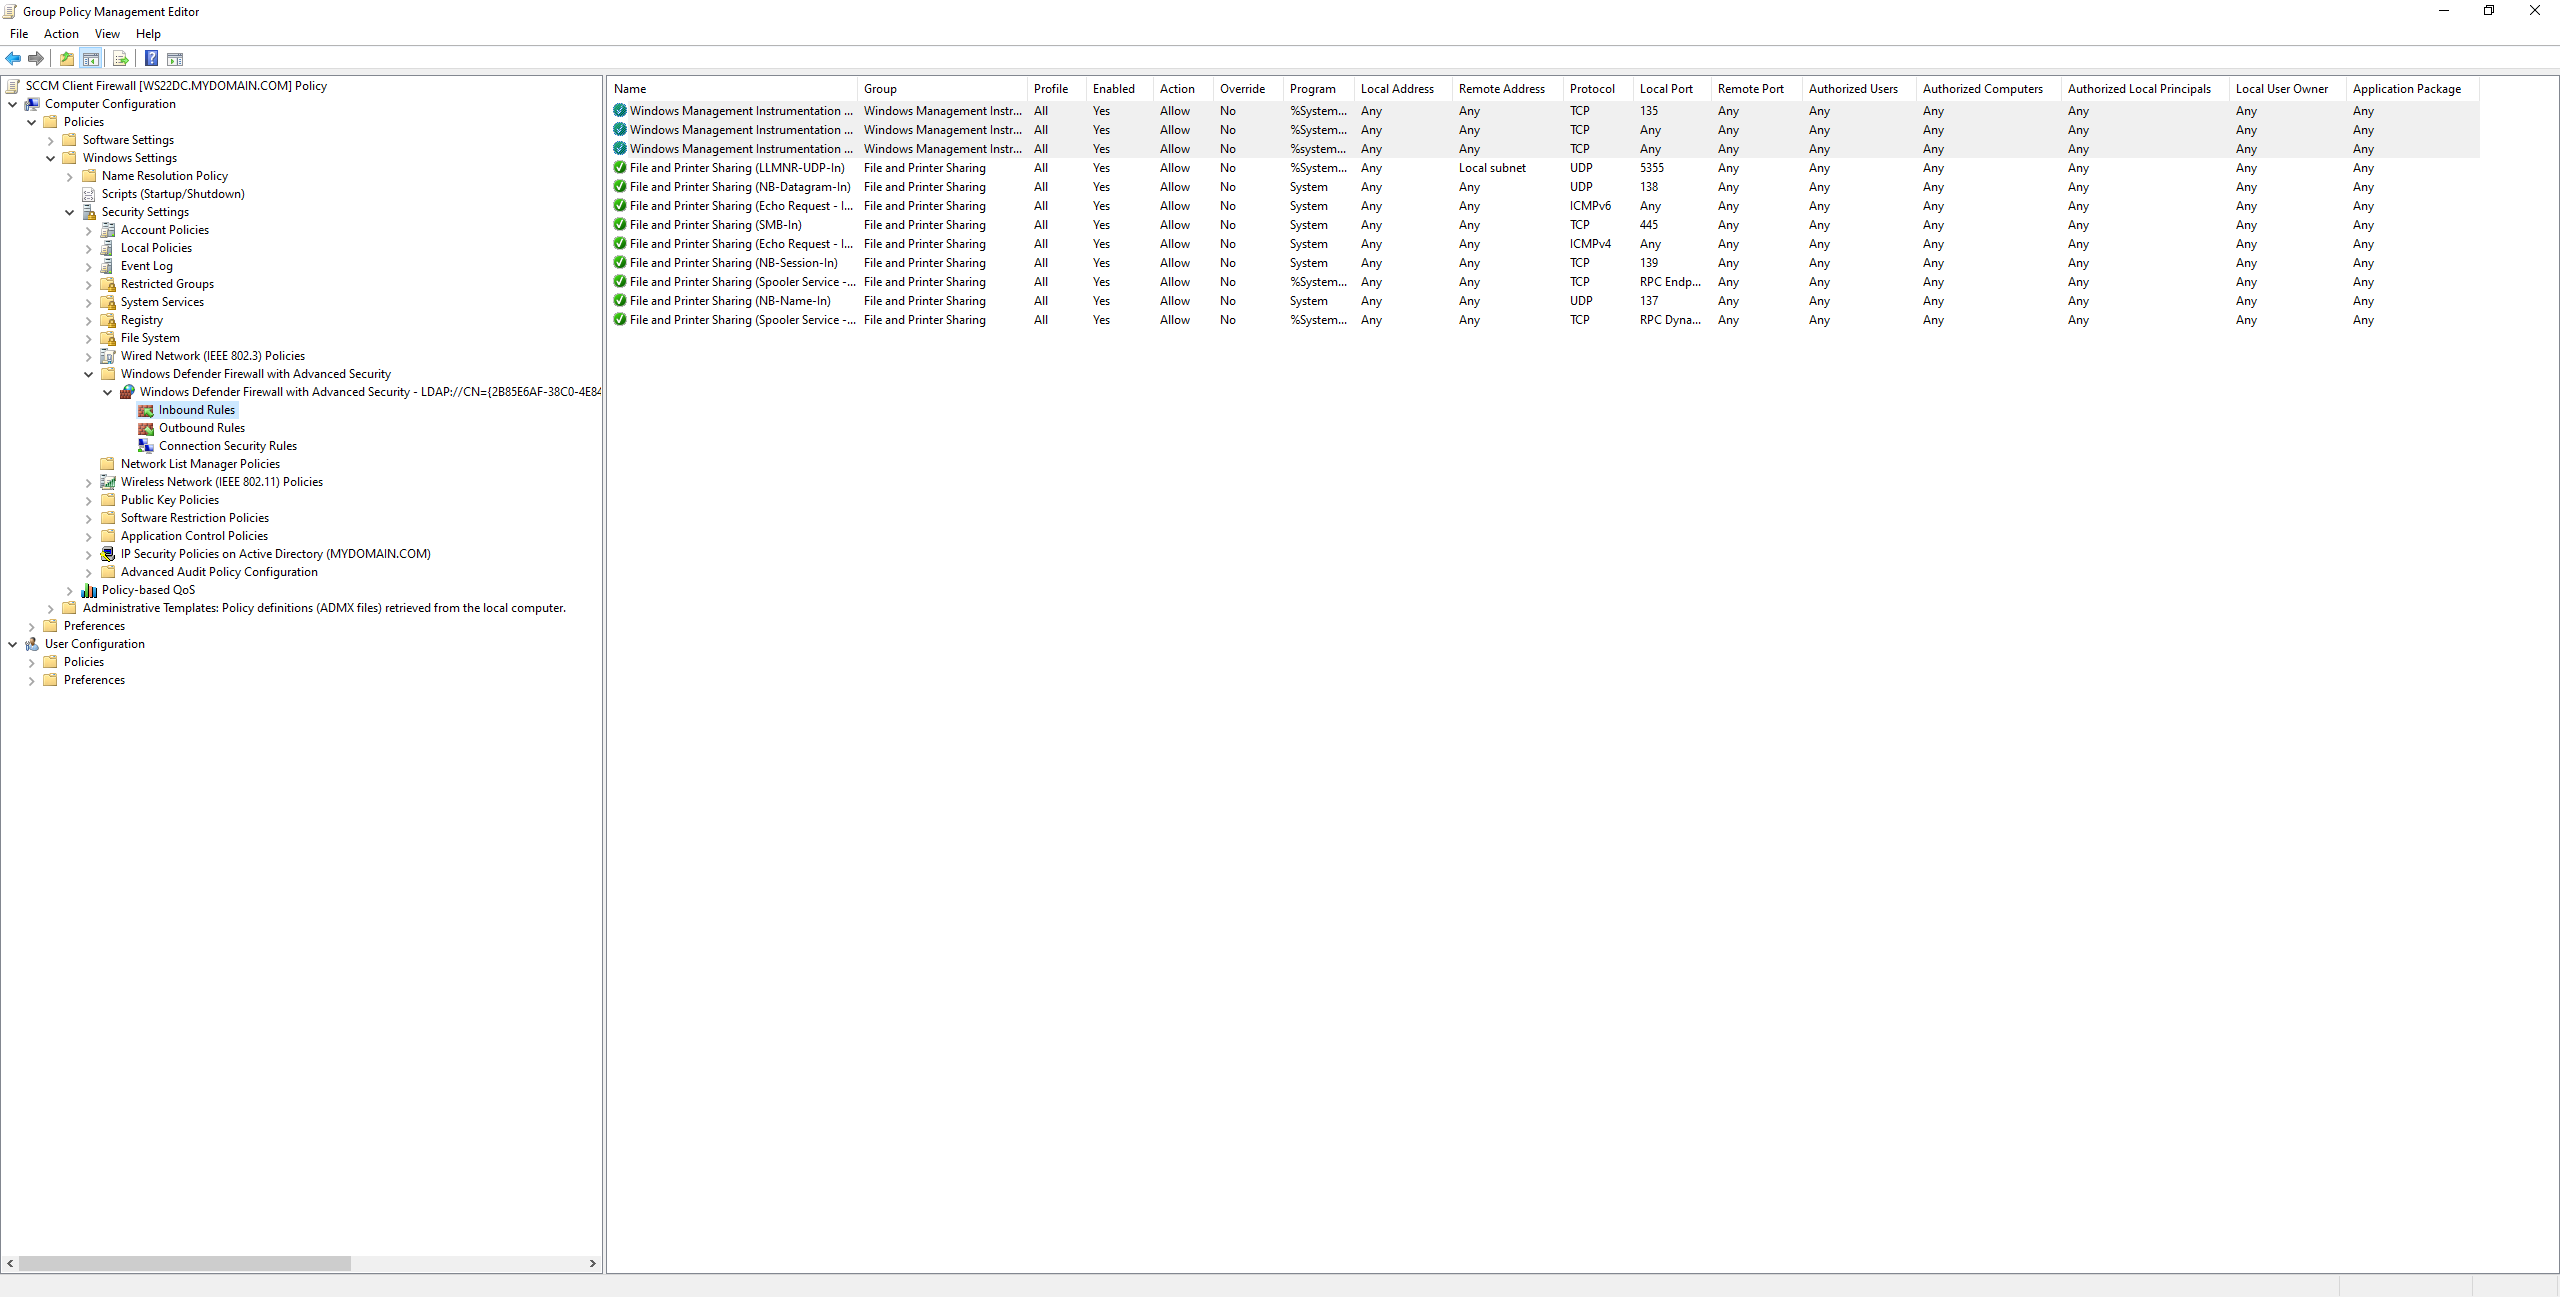 Group Policy Management Editor
File Action View Help
SCCM Client Firewall [WS22DC.MYDOMAIN.COM] Policy
Computer Configuration
Policies
Software Settings
Windows Settings
Name Resolution Policy
Scripts (Startup/Shutdown)
Security Settings
Account Policies
Local Policies
Event Log
Restricted Groups
System Services
Registry
File System
Wired Network (IEEE 802.3) Policies
Windows Defender Firewall with Advanced Security
Windows Defender Firewall with Advanced Security - LDAP://CN={2B85E6AF-38C0-4E84
Inbound Rules
Outbound Rules
Connection Security Rules
Network List Manager Policies
Wireless Network (IEEE 802.11) Policies
Public Key Policies
Software Restriction Policies
Application Control Policies
IP Security Policies on Active Directory (MYDOMAIN.COM)
Advanced Audit Policy Configuration
Policy-based QoS
Administrative Templates: Policy definitions (ADMX files) retrieved from the local computer.
Preferences
User Configuration
Policies
Preferences
Name Group Profile Enabled Action Override Program Local Address Remote Address Protocol Local Port Remote Port Authorized Users Authorized Computers Authorized Local Principals Local User Owner Application Package
Windows Management Instrumentation ... Windows Management Instr... All Yes Allow No %System... Any Any TCP 135 Any Any Any Any Any Any
Windows Management Instrumentation ... Windows Management Instr... All Yes Allow No %System... Any Any TCP Any Any Any Any Any Any Any
Windows Management Instrumentation ... Windows Management Instr... All Yes Allow No %system... Any Any TCP Any Any Any Any Any Any Any
File and Printer Sharing (LLMNR-UDP-In) File and Printer Sharing All Yes Allow No %System... Any Local subnet UDP 5355 Any Any Any Any Any Any
File and Printer Sharing (NB-Datagram-In) File and Printer Sharing All Yes Allow No System Any Any UDP 138 Any Any Any Any Any Any
File and Printer Sharing (Echo Request - I... File and Printer Sharing All Yes Allow No System Any Any ICMPv6 Any Any Any Any Any Any Any
File and Printer Sharing (SMB-In) File and Printer Sharing All Yes Allow No System Any Any TCP 445 Any Any Any Any Any Any
File and Printer Sharing (Echo Request - I... File and Printer Sharing All Yes Allow No System Any Any ICMPv4 Any Any Any Any Any Any Any
File and Printer Sharing (NB-Session-In) File and Printer Sharing All Yes Allow No System Any Any TCP 139 Any Any Any Any Any Any
File and Printer Sharing (Spooler Service -... File and Printer Sharing All Yes Allow No %System... Any Any TCP RPC Endp... Any Any Any Any Any Any
File and Printer Sharing (NB-Name-In) File and Printer Sharing All Yes Allow No System Any Any UDP 137 Any Any Any Any Any Any
File and Printer Sharing (Spooler Service -... File and Printer Sharing All Yes Allow No %System... Any Any TCP RPC Dyna... Any Any Any Any Any Any